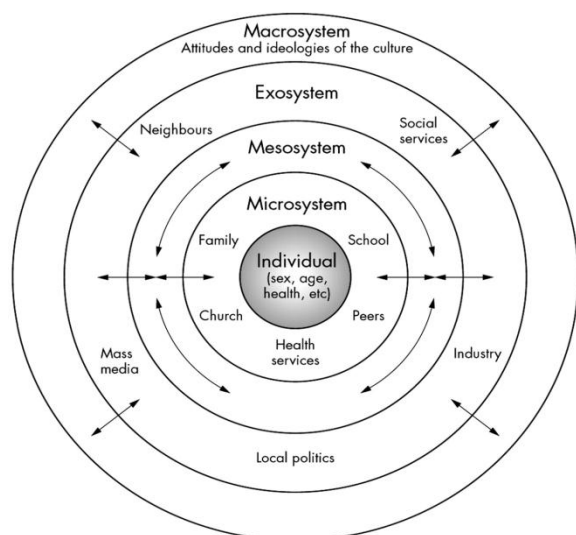 Macrosystem
Attitudes and ideologies of the culture
Exosystem
Neighbours
Social
services
Mesosystem
Microsystem
Family
School
Individual
(sex, age,
health, etc)
Church
Peers
Health
services
Mass
media
Industry
Local politics